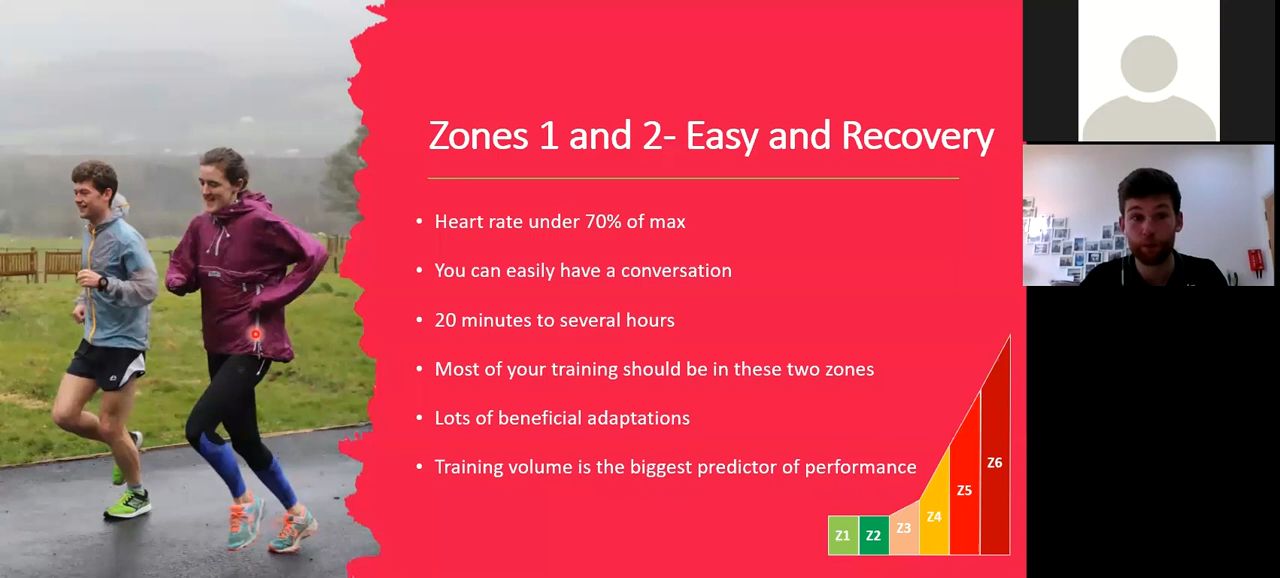 Zones 1 and 2- Easy and Recovery
• Heart rate under 70% of max
• You can easily have a conversation
• 20 minutes to several hours
• Most of your training should be in these two zones
• Lots of beneficial adaptations
• Training volume is the biggest predictor of performance
Z1 Z2 Z3 Z4 Z5 Z6